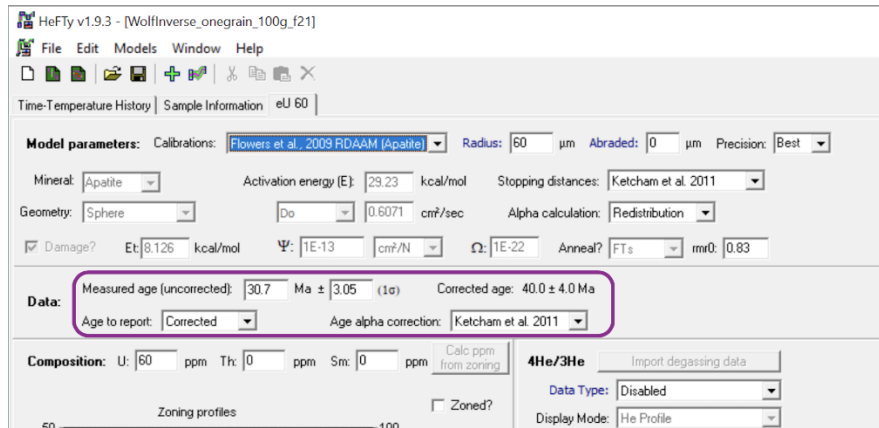 HeFTy v1.9.3 - [WolfInverse_onegrain_100g_f21]
File Edit Models Window Help
Time-Temperature History Sample Information eU 60
Model parameters: Calibrations: Flowers et al., 2009 RDAAM (Apatite) Radius: 60 µm Abraded: 0 µm Precision: Best
Mineral: Apatite Activation energy (E): 29.23 kcal/mol Stopping distances: Ketcham et al. 2011
Geometry: Sphere Do 0.6071 cm²/sec Alpha calculation: Redistribution
Damage? Et: 8.126 kcal/mol Ψ: 1E-13 cm³/N Ω: 1E-22 Anneal? FTs rmr0: 0.83
Data: Measured age (uncorrected): 30.7 Ma ± 3.05 (1σ) Corrected age: 40.0 ± 4.0 Ma
Age to report: Corrected Age alpha correction: Ketcham et al. 2011
Composition: U: 60 ppm Th: 0 ppm Sm: 0 ppm Calc ppm from zoning 4He/3He Import degassing data
Data Type: Disabled
Zoning profiles Zoned? Display Mode: He Profile
50 100